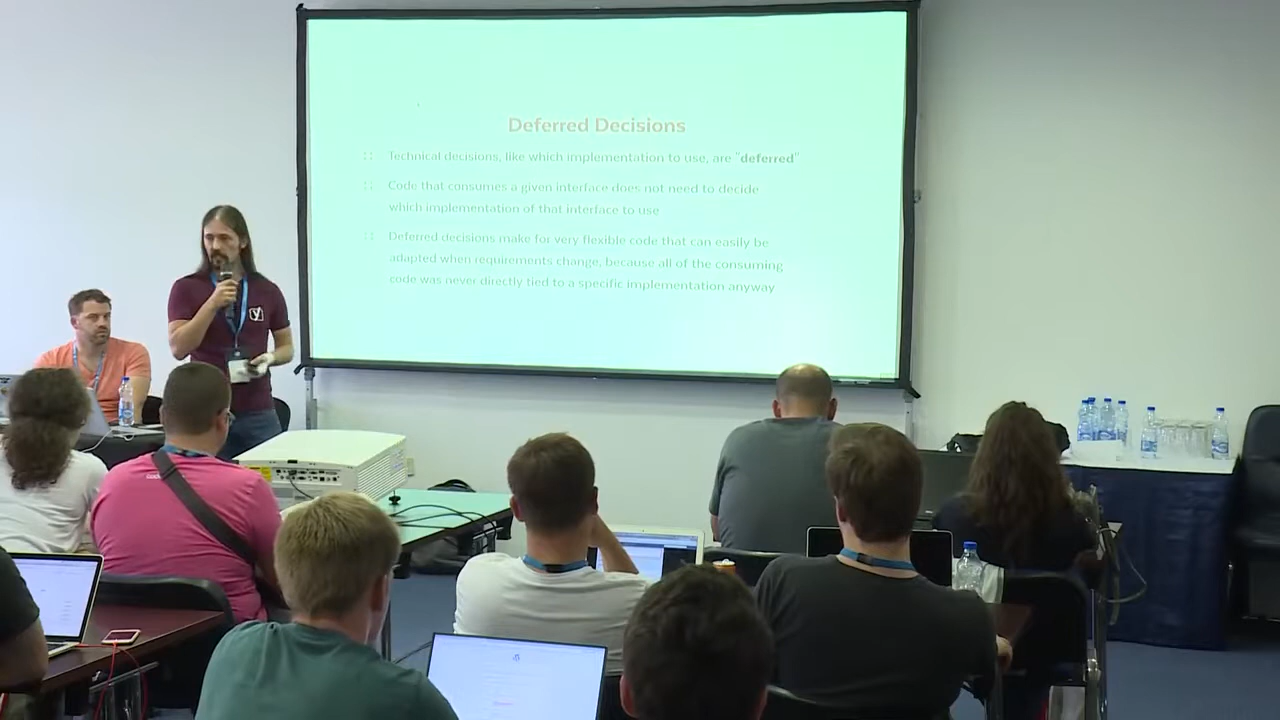 Deferred Decisions
Technical decisions, like which implementation to use, are "deferred"
Code that consumes a given interface does not need to decide
which implementation of that interface to use
Deferred decisions make for very flexible code that can easily be
adapted when requirements change, because all of the consuming
code was never directly tied to a specific implementation anyway